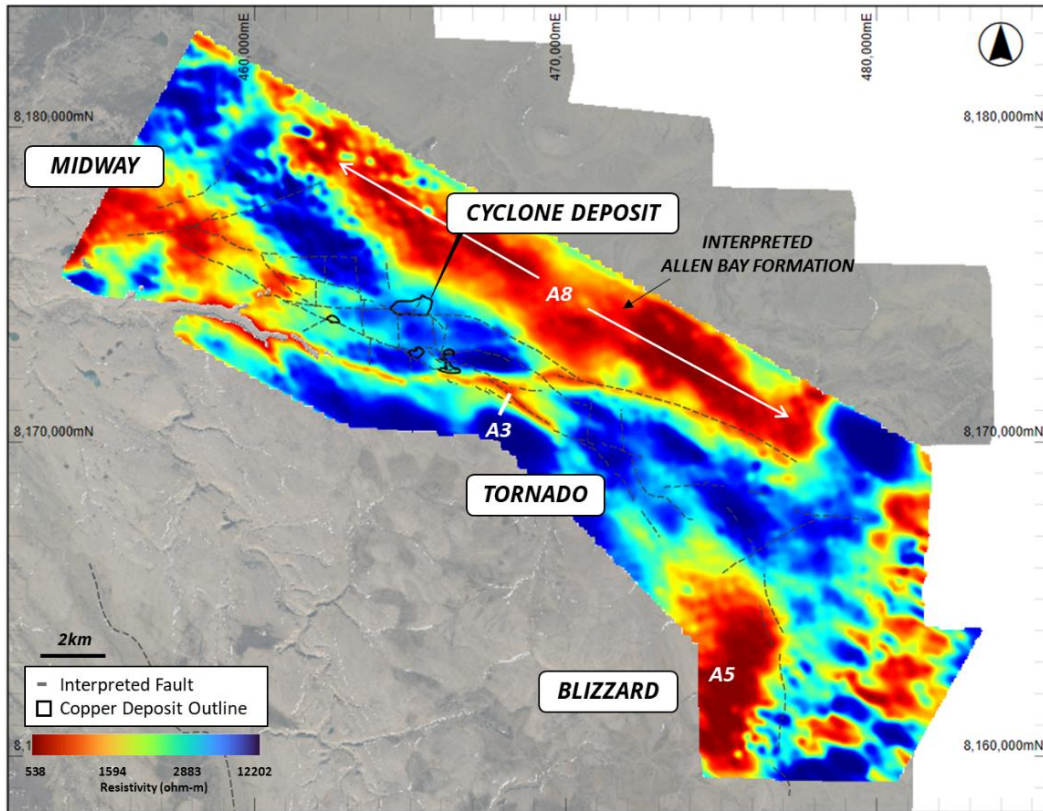 460,000mE
470,000mE
480,000mE
8,180,000mN
8,180,000mN
MIDWAY
CYCLONE DEPOSIT
INTERPRETED
ALLEN BAY FORMATION
A8
8,170,000mN
8,170,000mN
A3
TORNADO
BLIZZARD
A5
2km
Interpreted Fault
Copper Deposit Outline
8,1
8,160,000mN
538
1594
2883
12202
Resistivity (ohm-m)